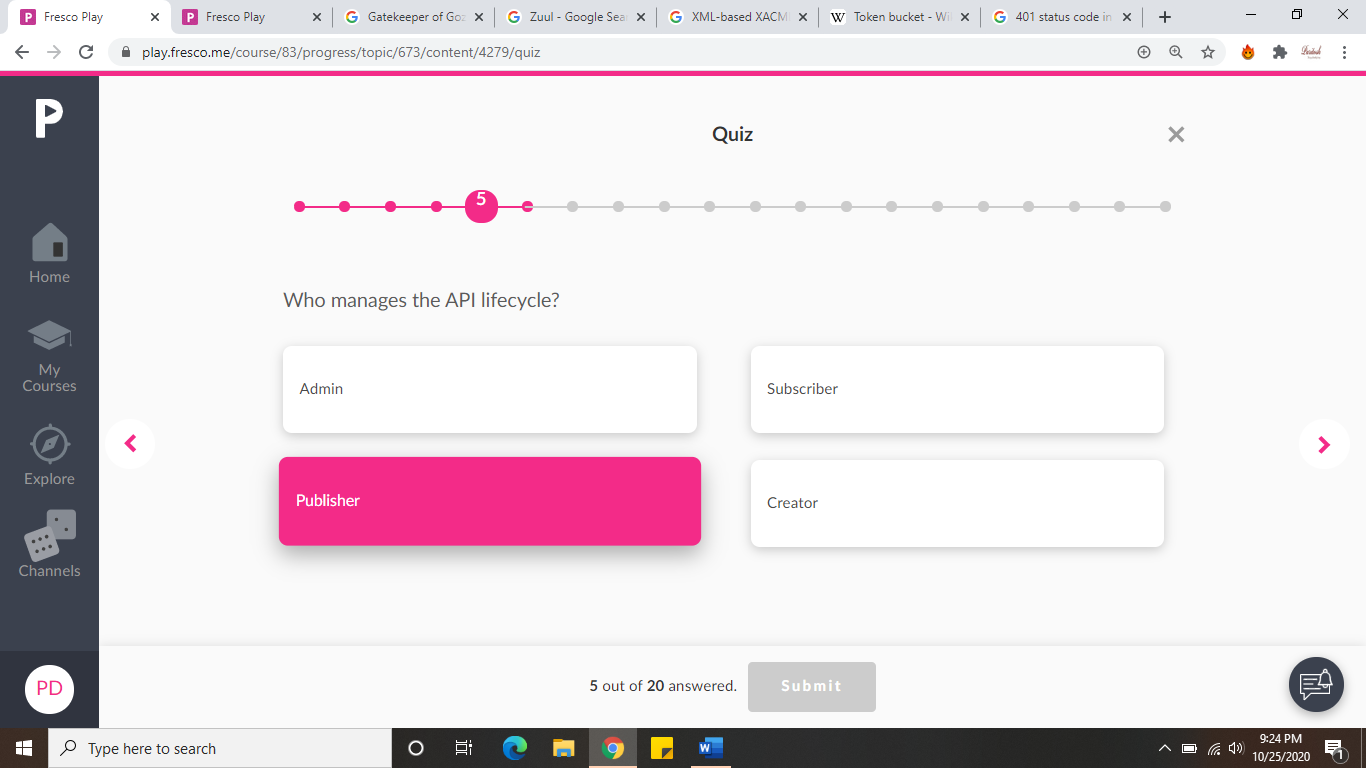 Fresco Play
Fresco Play
Gatekeeper of Goz
Zuul - Google Sea
XML-based XACM
Token bucket - Wi
401 status code in
play.fresco.me/course/83/progress/topic/673/content/4279/quiz
Quiz
5
Home
My
Courses
Explore
Channels
PD
Who manages the API lifecycle?
Admin
Subscriber
Publisher
Creator
5 out of 20 answered.
Submit
Type here to search
9:24 PM
10/25/2020
1